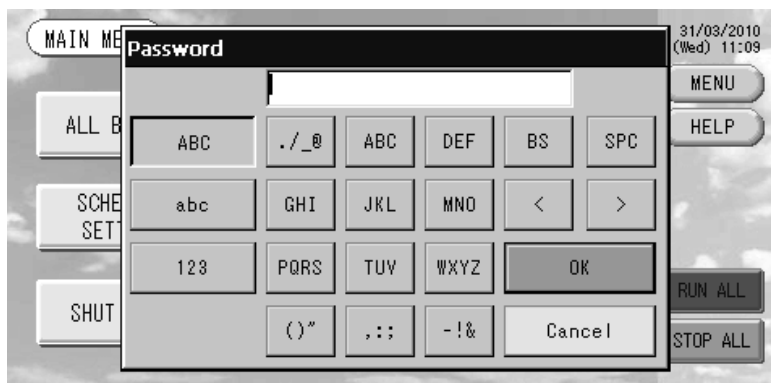 MAIN ME
Password
31/03/2010
(Wed) 11:09
MENU
HELP
ALL B
ABC
./_@
ABC
DEF
BS
SPC
SCHE
SETT
abc
GHI
JKL
MNO
<
>
123
PQRS
TUV
WXYZ
OK
RUN ALL
SHUT
()"
,:;
-!&
Cancel
STOP ALL